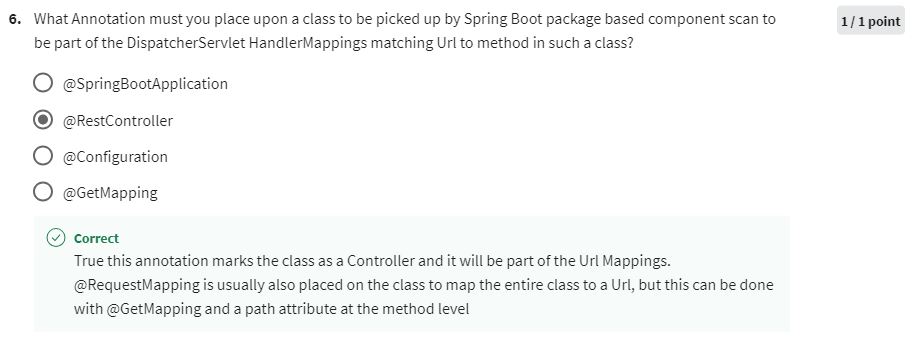 6. What Annotation must you place upon a class to be picked up by Spring Boot package based component scan to
be part of the DispatcherServlet HandlerMappings matching Url to method in such a class?
1 / 1 point
@SpringBootApplication
@RestController
@Configuration
@GetMapping
Correct
True this annotation marks the class as a Controller and it will be part of the Url Mappings.
@RequestMapping is usually also placed on the class to map the entire class to a Url, but this can be done
with @GetMapping and a path attribute at the method level